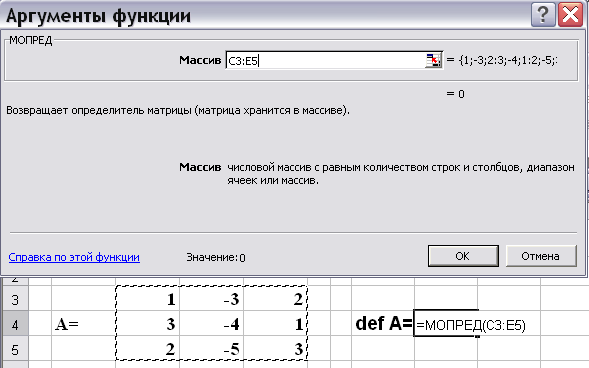 Аргументы функции
МОПРЕД
Массив C3:E5 = {1;-3;2:3;-4;1:2;-5;:
= 0
Возвращает определитель матрицы (матрица хранится в массиве).
Массив числовой массив с равным количеством строк и столбцов, диапазон
ячеек или массив.
Справка по этой функции Значение:0 ОК Отмена
3 1 -3 2
4 A= 3 -4 1 def A= =МОПРЕД(C3:E5)
5 2 -5 3